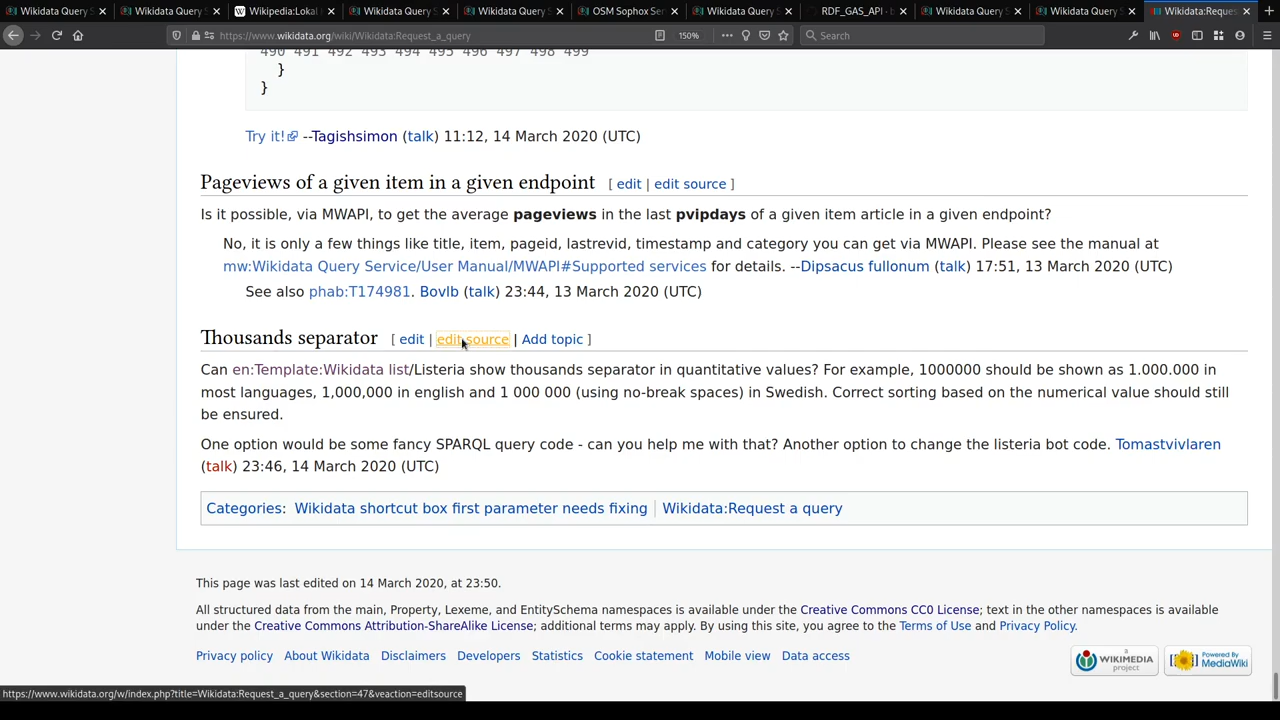 Wikidata Query S
Wikidata Query S
Wikipedia:Lokal
Wikidata Query S
Wikidata Query S
OSM Sophox Ser
Wikidata Query S
RDF_GAS_API - b
Wikidata Query S
Wikidata Query S
Wikidata:Reques
https://www.wikidata.org/wiki/Wikidata:Request_a_query 150% Search
490 491 492 493 494 495 496 497 498 499
}
}
Try it! --Tagishsimon (talk) 11:12, 14 March 2020 (UTC)
Pageviews of a given item in a given endpoint [ edit | edit source ]
Is it possible, via MWAPI, to get the average pageviews in the last pvipdays of a given item article in a given endpoint?
No, it is only a few things like title, item, pageid, lastrevid, timestamp and category you can get via MWAPI. Please see the manual at
mw:Wikidata Query Service/User Manual/MWAPI#Supported services for details. --Dipsacus fullonum (talk) 17:51, 13 March 2020 (UTC)
See also phab:T174981. Bovlb (talk) 23:44, 13 March 2020 (UTC)
Thousands separator [ edit | edit source | Add topic ]
Can en:Template:Wikidata list/Listeria show thousands separator in quantitative values? For example, 1000000 should be shown as 1.000.000 in
most languages, 1,000,000 in english and 1 000 000 (using no-break spaces) in Swedish. Correct sorting based on the numerical value should still
be ensured.
One option would be some fancy SPARQL query code - can you help me with that? Another option to change the listeria bot code. Tomastvivlaren
(talk) 23:46, 14 March 2020 (UTC)
Categories: Wikidata shortcut box first parameter needs fixing | Wikidata:Request a query
This page was last edited on 14 March 2020, at 23:50.
All structured data from the main, Property, Lexeme, and EntitySchema namespaces is available under the Creative Commons CC0 License; text in the other namespaces is available
under the Creative Commons Attribution-ShareAlike License; additional terms may apply. By using this site, you agree to the Terms of Use and Privacy Policy.
Privacy policy About Wikidata Disclaimers Developers Statistics Cookie statement Mobile view Data access
a WIKIMEDIA project
Powered By MediaWiki
https://www.wikidata.org/w/index.php?title=Wikidata:Request_a_query&section=47&veaction=editsource